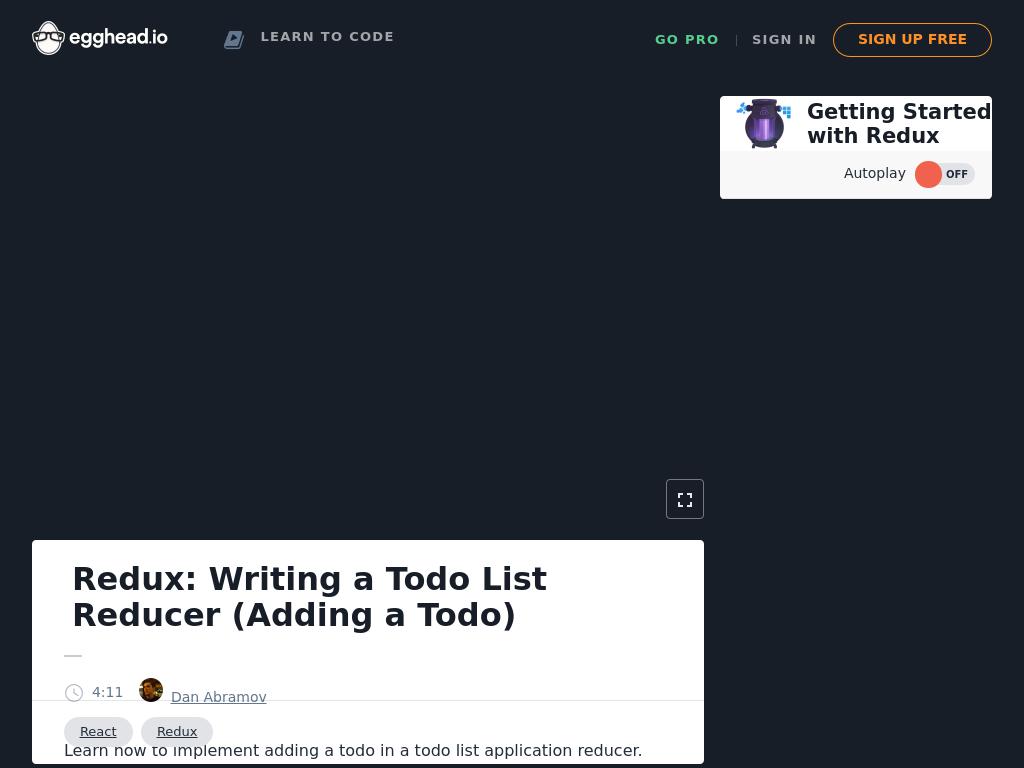 egghead.io
LEARN TO CODE
GO PRO
SIGN IN
SIGN UP FREE
Getting Started
with Redux
Autoplay
OFF
Redux: Writing a Todo List
Reducer (Adding a Todo)
4:11
Dan Abramov
React
Redux
Learn how to implement adding a todo in a todo list application reducer.